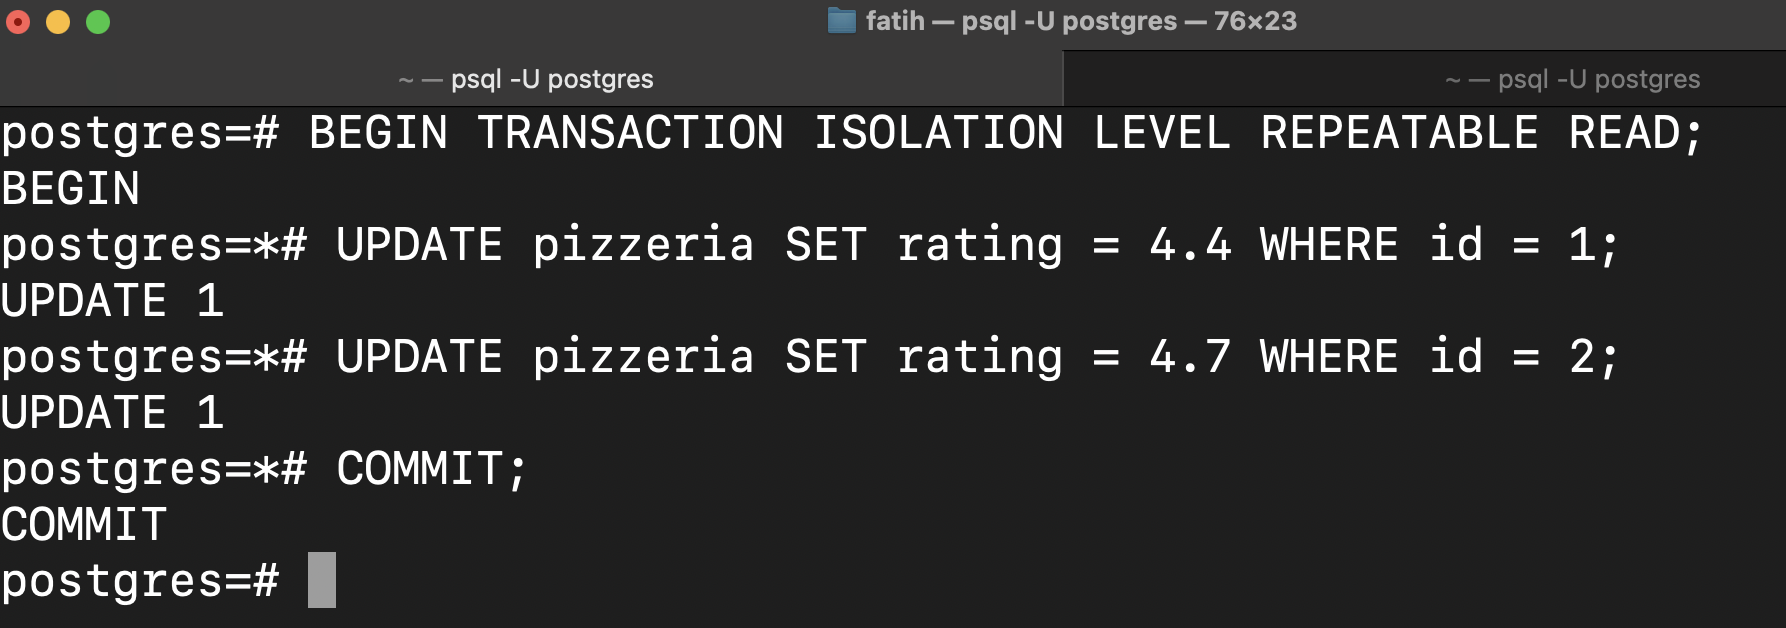 fatih — psql -U postgres — 76×23
~ — psql -U postgres
~ — psql -U postgres
postgres=# BEGIN TRANSACTION ISOLATION LEVEL REPEATABLE READ;
BEGIN
postgres=*# UPDATE pizzeria SET rating = 4.4 WHERE id = 1;
UPDATE 1
postgres=*# UPDATE pizzeria SET rating = 4.7 WHERE id = 2;
UPDATE 1
postgres=*# COMMIT;
COMMIT
postgres=#